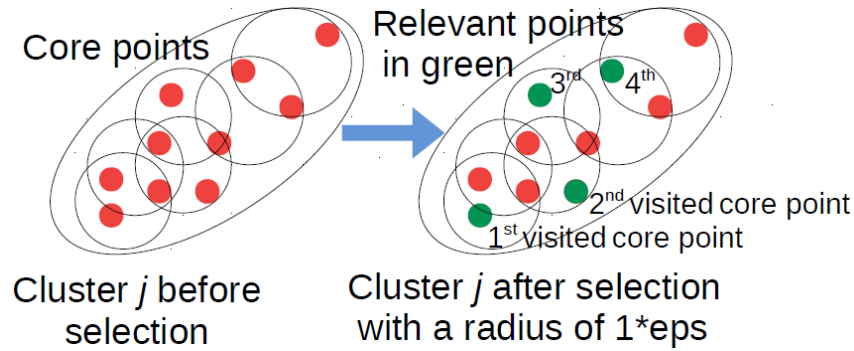 Core points
Relevant points
in green
3rd
4th
2nd visited core point
1st visited core point
Cluster j before
selection
Cluster j after selection
with a radius of 1*eps